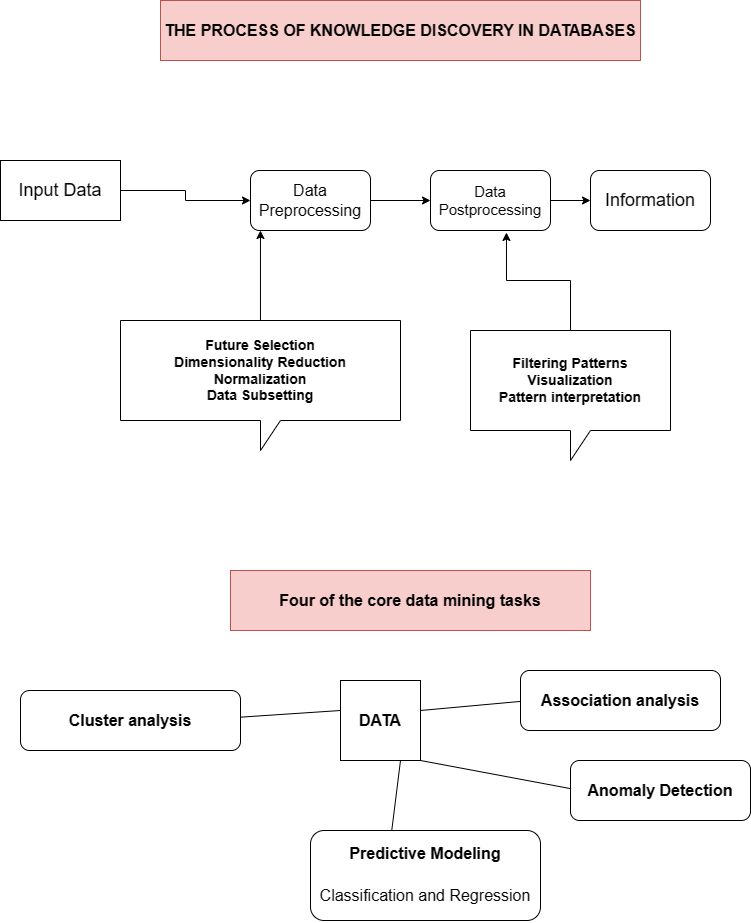 THE PROCESS OF KNOWLEDGE DISCOVERY IN DATABASES
Input Data
Data
Preprocessing
Data
Postprocessing
Information
Future Selection
Dimensionality Reduction
Normalization
Data Subsetting
Filtering Patterns
Visualization
Pattern interpretation
Four of the core data mining tasks
Cluster analysis
DATA
Association analysis
Anomaly Detection
Predictive Modeling
Classification and Regression